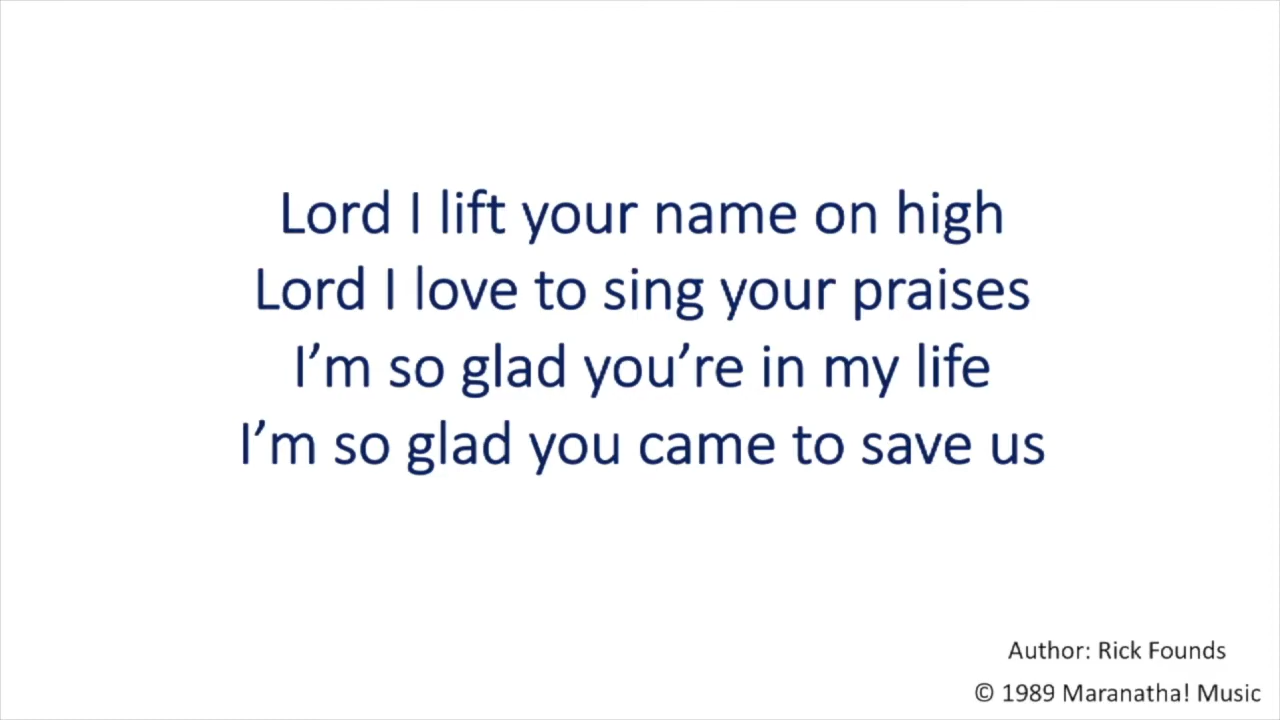 Lord I lift your name on high
Lord I love to sing your praises
I’m so glad you’re in my life
I’m so glad you came to save us
Author: Rick Founds
© 1989 Maranatha! Music